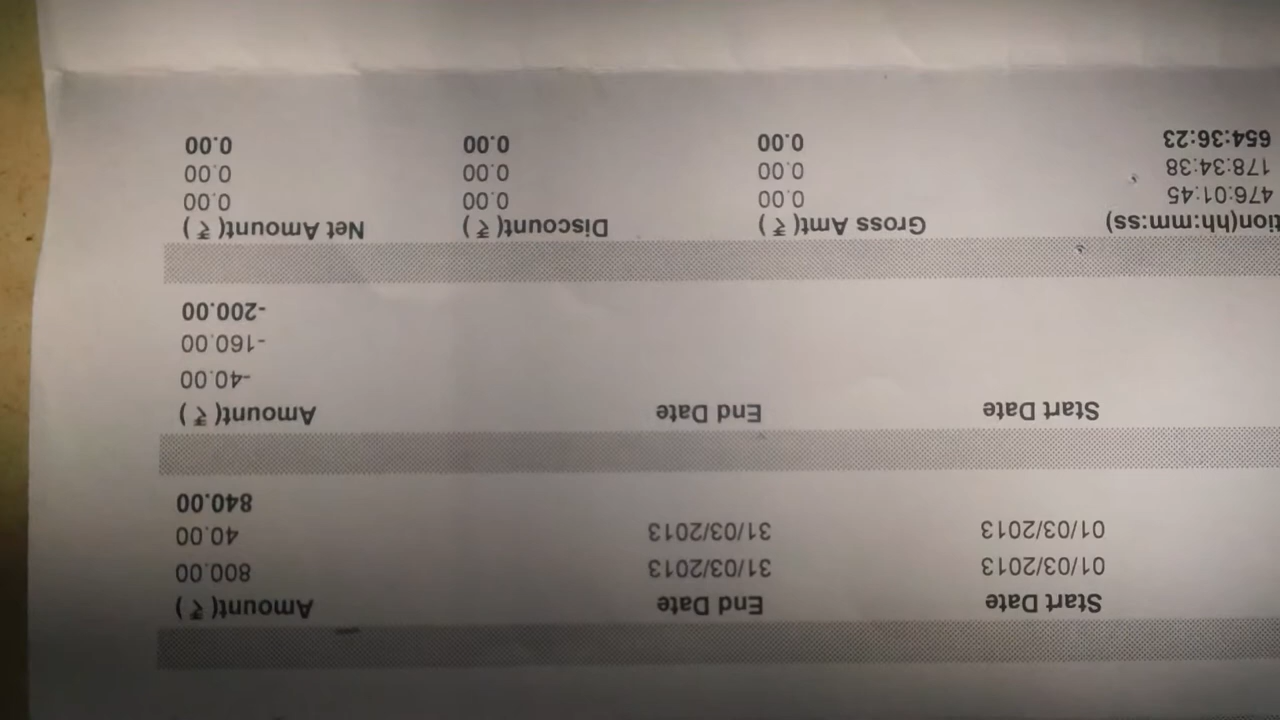 Start Date End Date Amount( ₹ )
01/03/2013 31/03/2013 800.00
01/03/2013 31/03/2013 40.00
840.00
Start Date End Date Amount( ₹ )
-40.00
-160.00
-200.00
tion(hh:mm:ss) Gross Amt( ₹ ) Discount( ₹ ) Net Amount( ₹ )
476:01:45 0.00 0.00 0.00
178:34:38 0.00 0.00 0.00
654:36:23 0.00 0.00 0.00